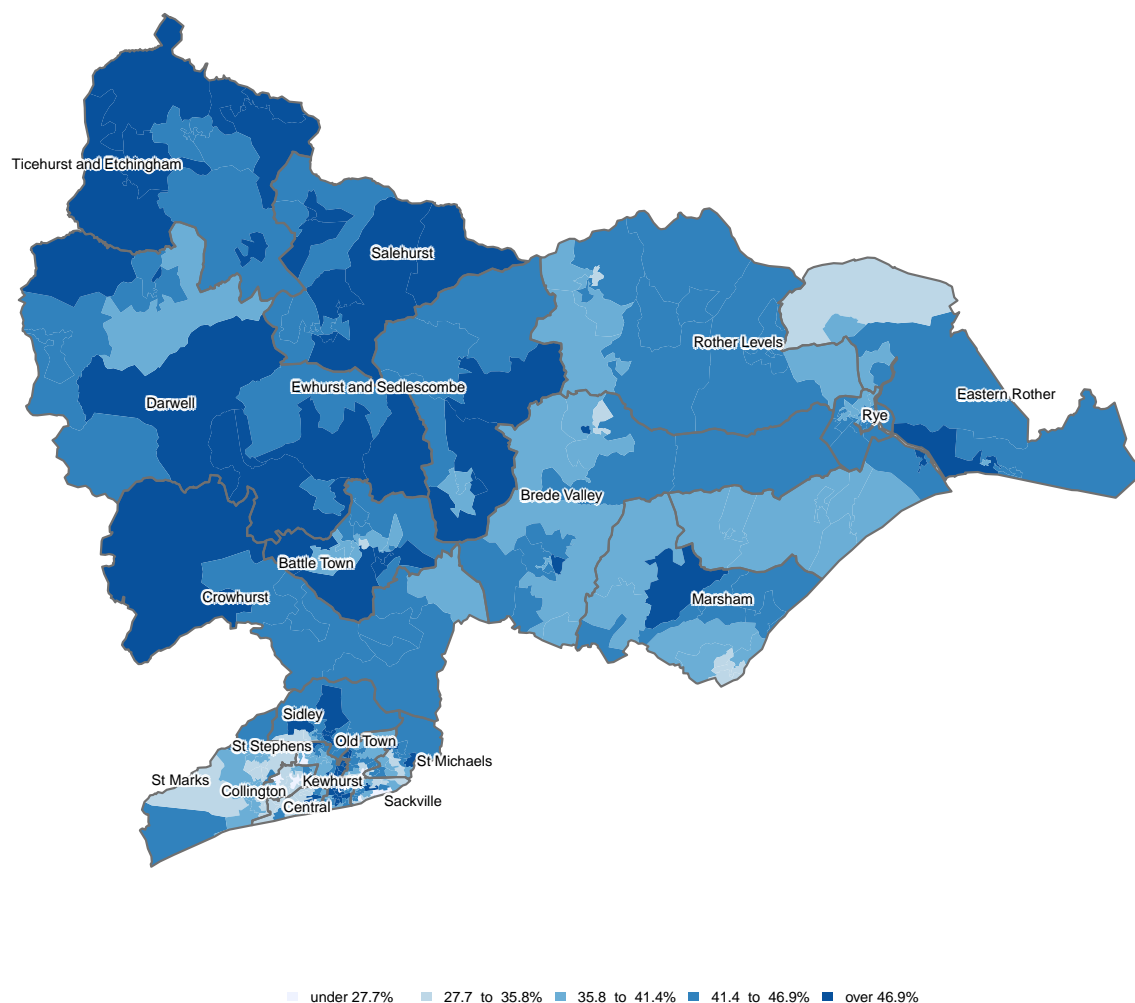 Ticehurst and Etchingham
Salehurst
Rother Levels
Ewhurst and Sedlescombe
Eastern Rother
Darwell
Rye
Brede Valley
Battle Town
Crowhurst
Marsham
Sidley
Old Town
St Stephens
St Michaels
St Marks
Kewhurst
Collington
Sackville
Central
under 27.7%
27.7 to 35.8%
35.8 to 41.4%
41.4 to 46.9%
over 46.9%